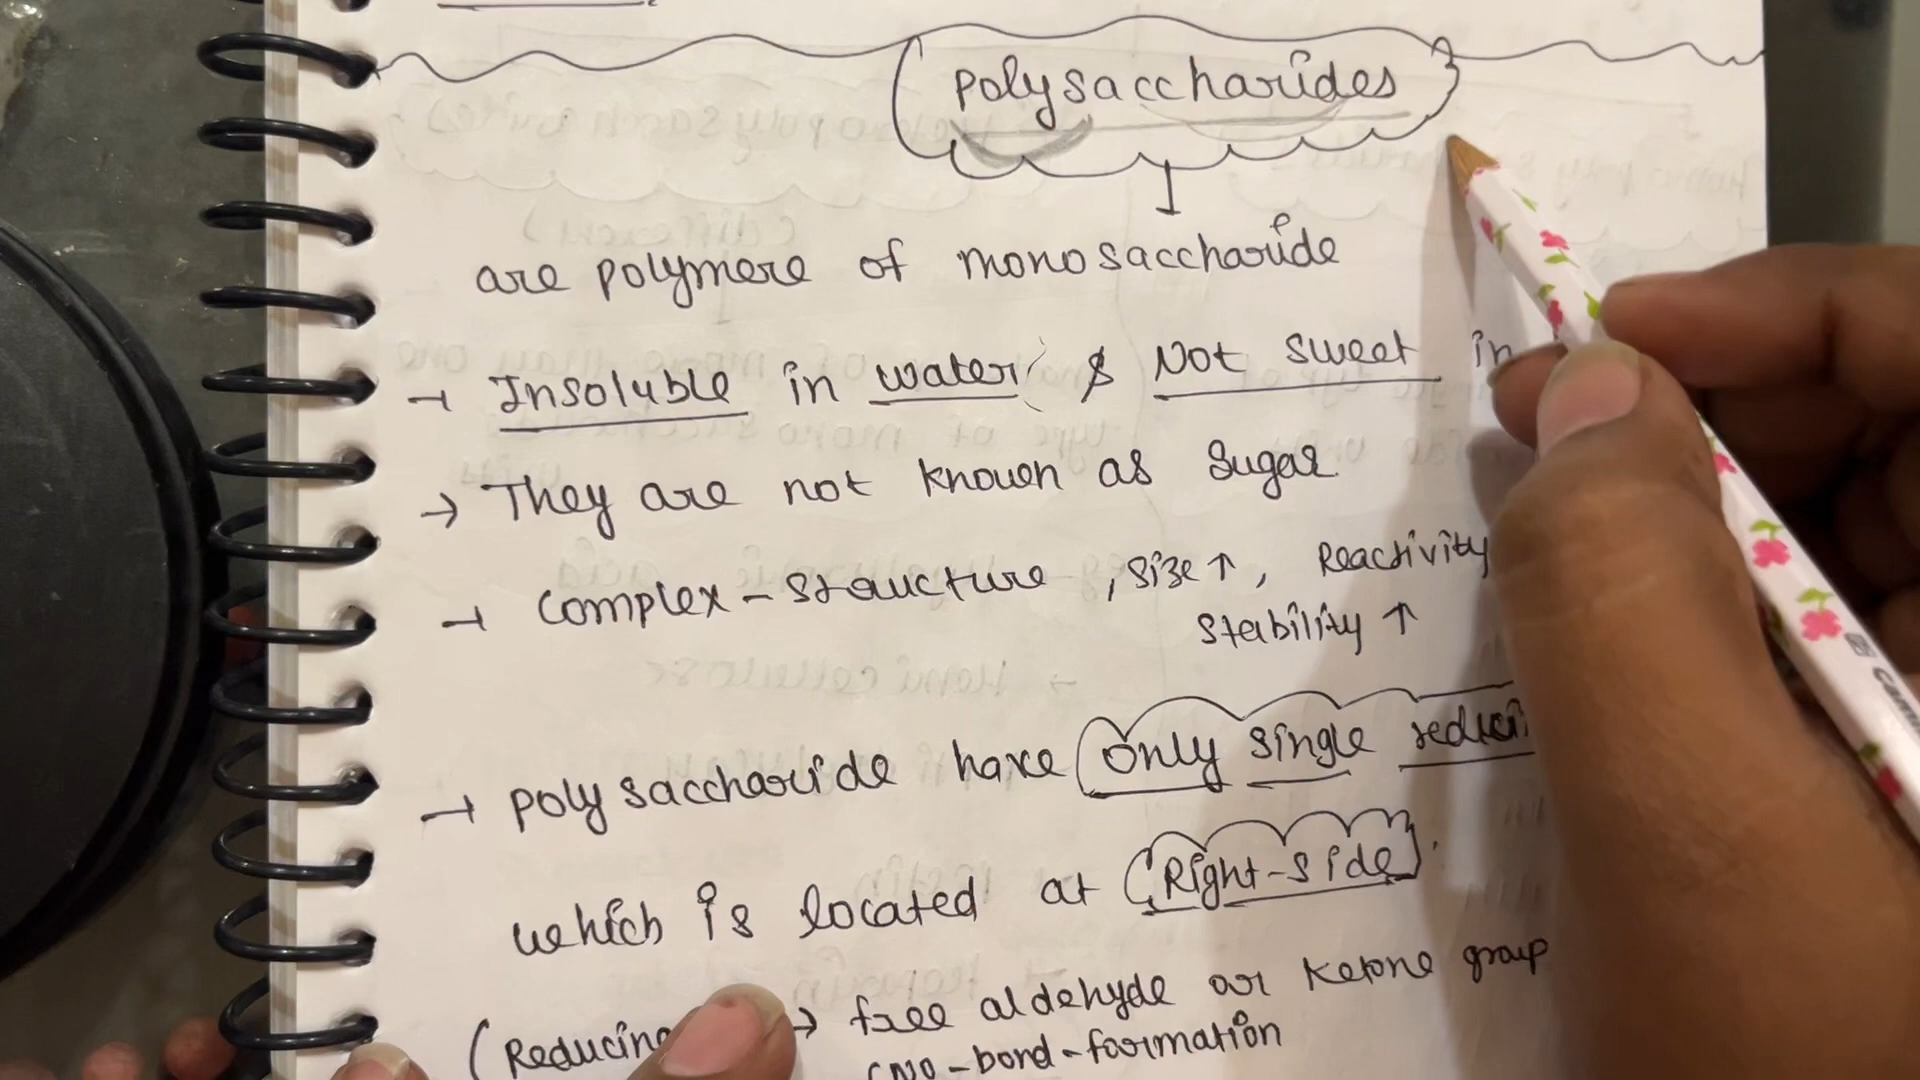 Polysaccharides
are polymere of monosaccharide
→ Insoluble in water & Not sweet in
→ They are not known as sugar
→ Complex-structure, size ↑, Reactivity
stability ↑
→ Polysaccharide have only single
which is located at (Right-side).
(Reducing → free aldehyde or ketone group
(NO-bond-formation